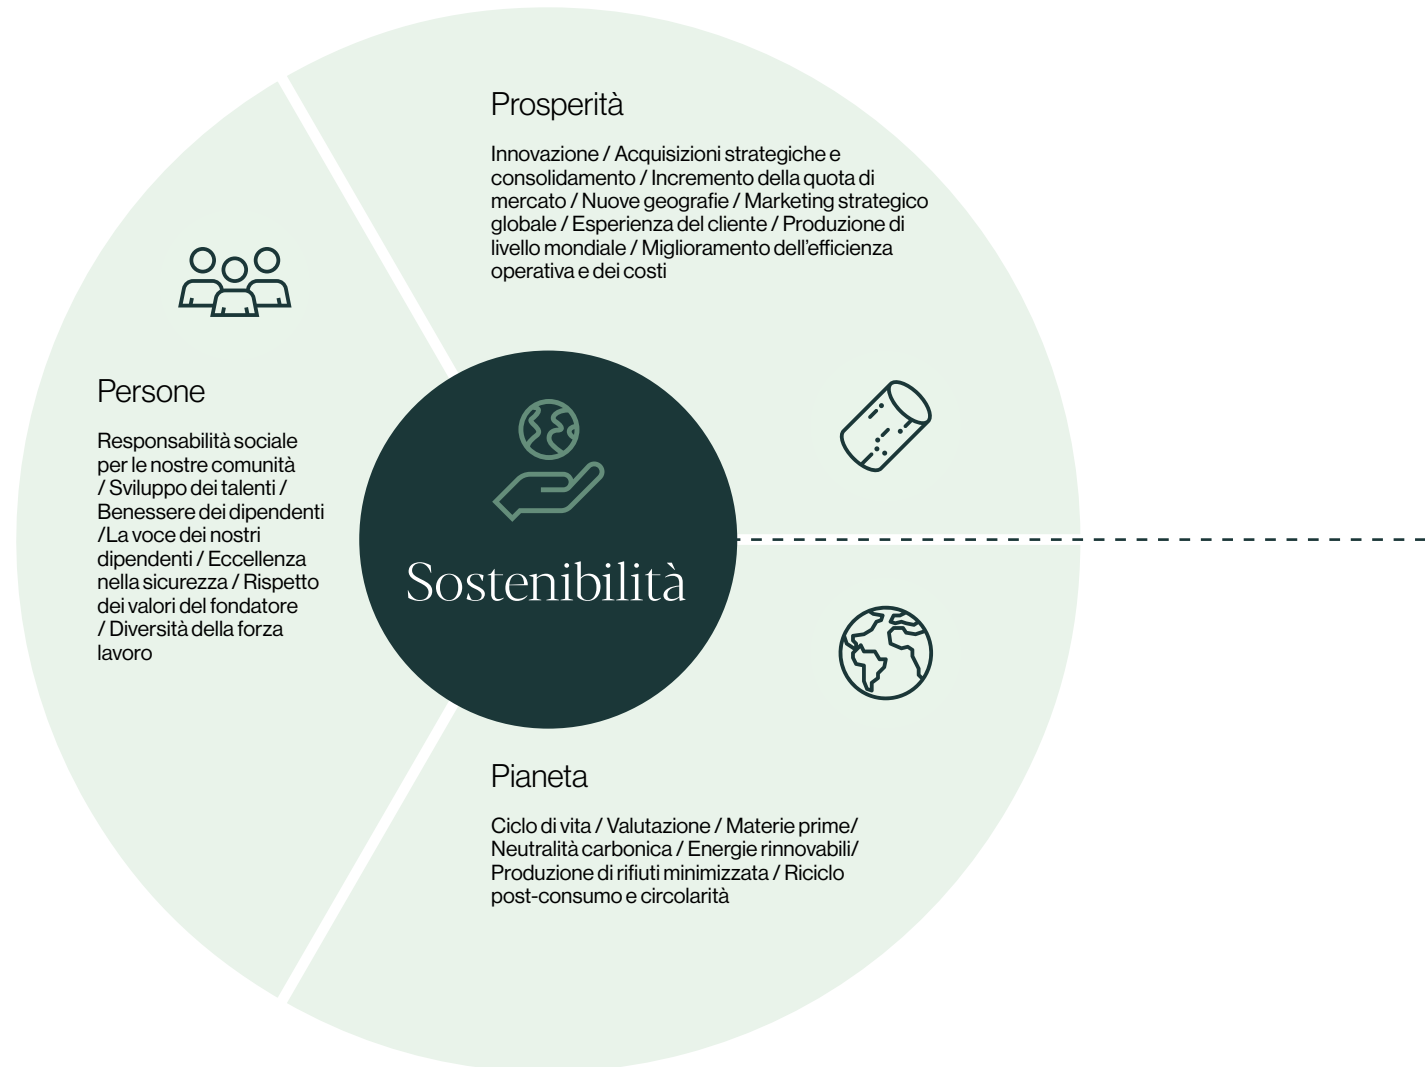 Prosperità
Innovazione / Acquisizioni strategiche e
consolidamento / Incremento della quota di
mercato / Nuove geografie / Marketing strategico
globale / Esperienza del cliente / Produzione di
livello mondiale / Miglioramento dell'efficienza
operativa e dei costi
Persone
Responsabilità sociale
per le nostre comunità
/ Sviluppo dei talenti /
Benessere dei dipendenti
/La voce dei nostri
dipendenti / Eccellenza
nella sicurezza / Rispetto
dei valori del fondatore
/ Diversità della forza
lavoro
Sostenibilità
Pianeta
Ciclo di vita / Valutazione / Materie prime/
Neutralità carbonica / Energie rinnovabili/
Produzione di rifiuti minimizzata / Riciclo
post-consumo e circolarità